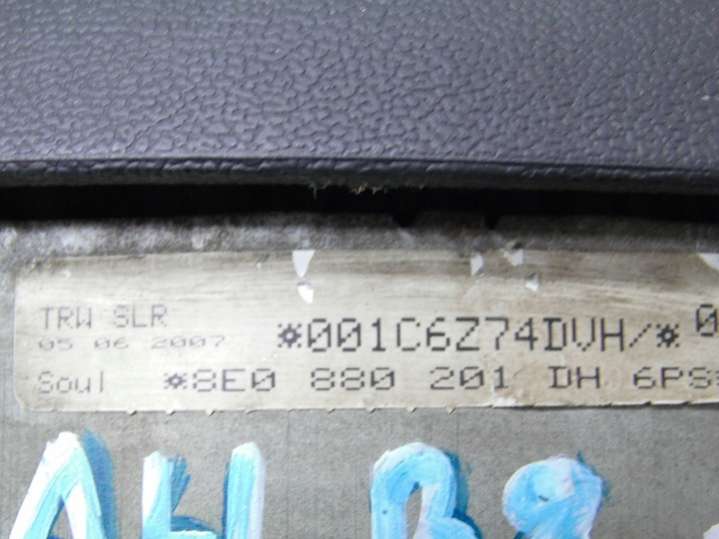 TRW SLR
05 06 2007
*001C6Z74DVH/*
Soul *8E0 880 201 DH 6PS